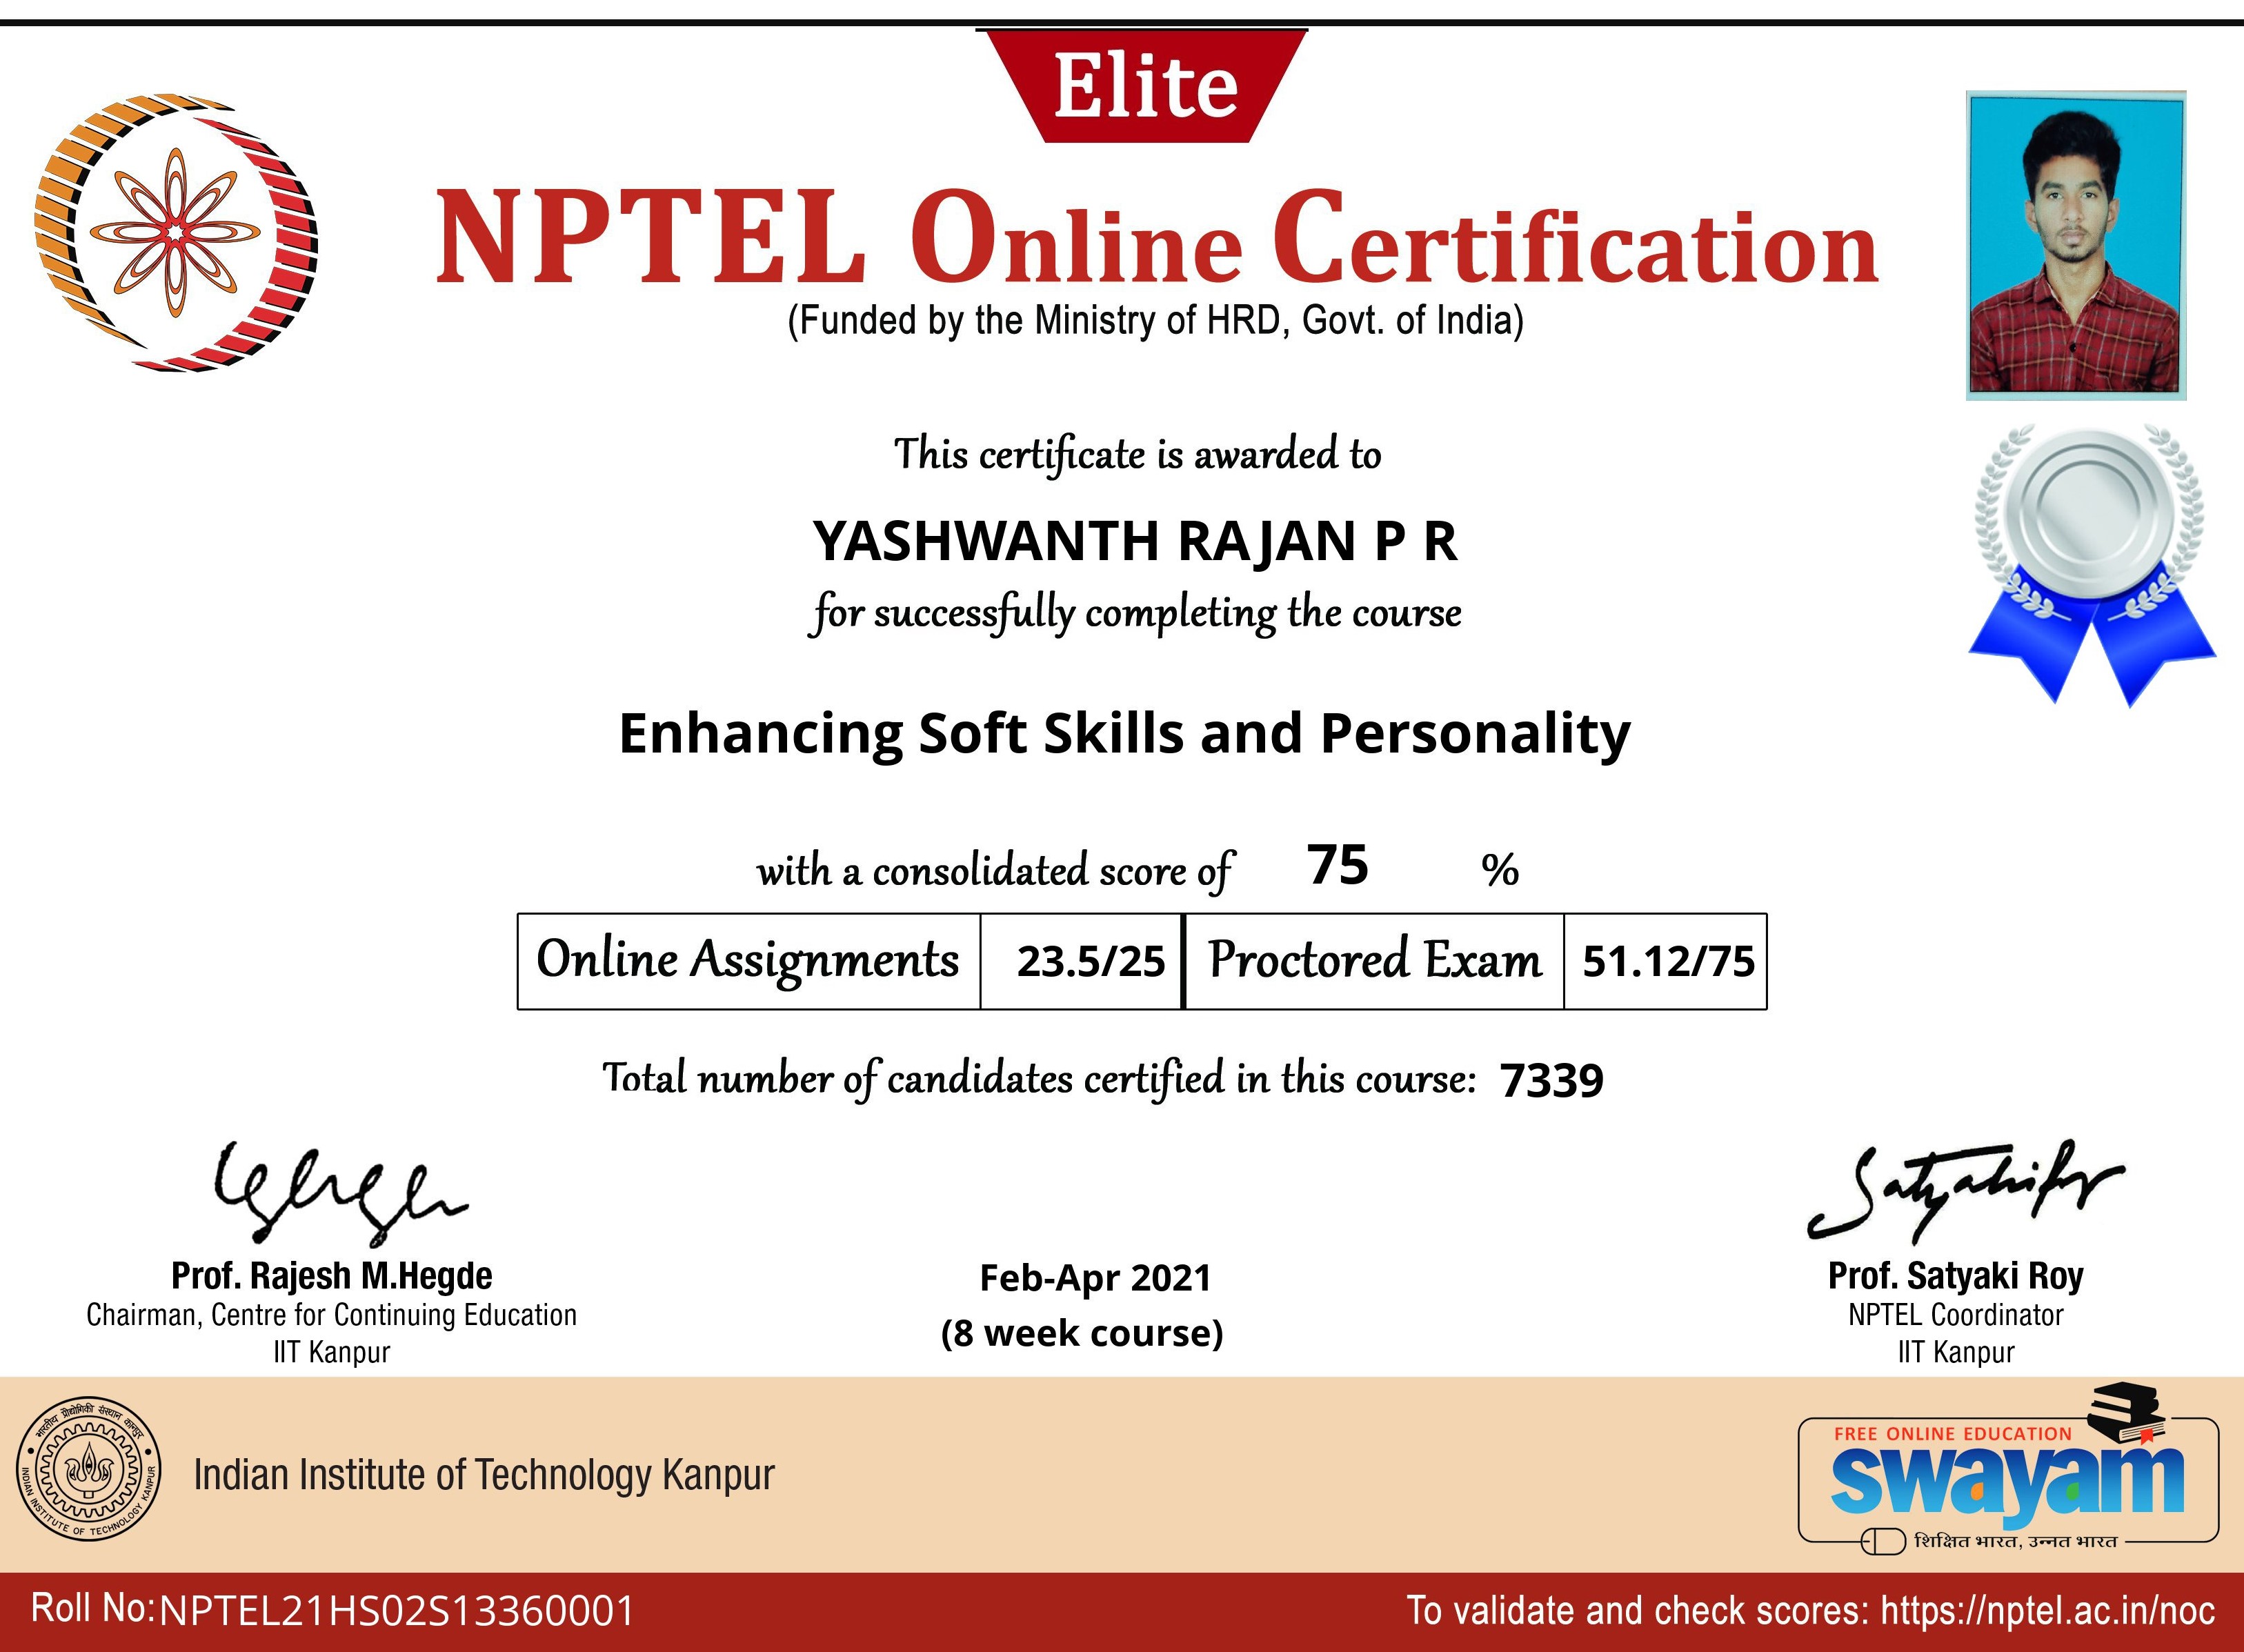 Elite
NPTEL Online Certification
(Funded by the Ministry of HRD, Govt. of India)
This certificate is awarded to
YASHWANTH RAJAN P R
for successfully completing the course
Enhancing Soft Skills and Personality
with a consolidated score of 75 %
Online Assignments 23.5/25 Proctored Exam 51.12/75
Total number of candidates certified in this course: 7339
Prof. Rajesh M.Hegde
Chairman, Centre for Continuing Education
IIT Kanpur
Feb-Apr 2021
(8 week course)
Prof. Satyaki Roy
NPTEL Coordinator
IIT Kanpur
भारतीय प्रौद्योगिकी संस्थान कानपुर
INDIAN INSTITUTE OF TECHNOLOGY KANPUR
Indian Institute of Technology Kanpur
FREE ONLINE EDUCATION
swayam
शिक्षित भारत, उन्नत भारत
Roll No:NPTEL21HS02S13360001
To validate and check scores: https://nptel.ac.in/noc